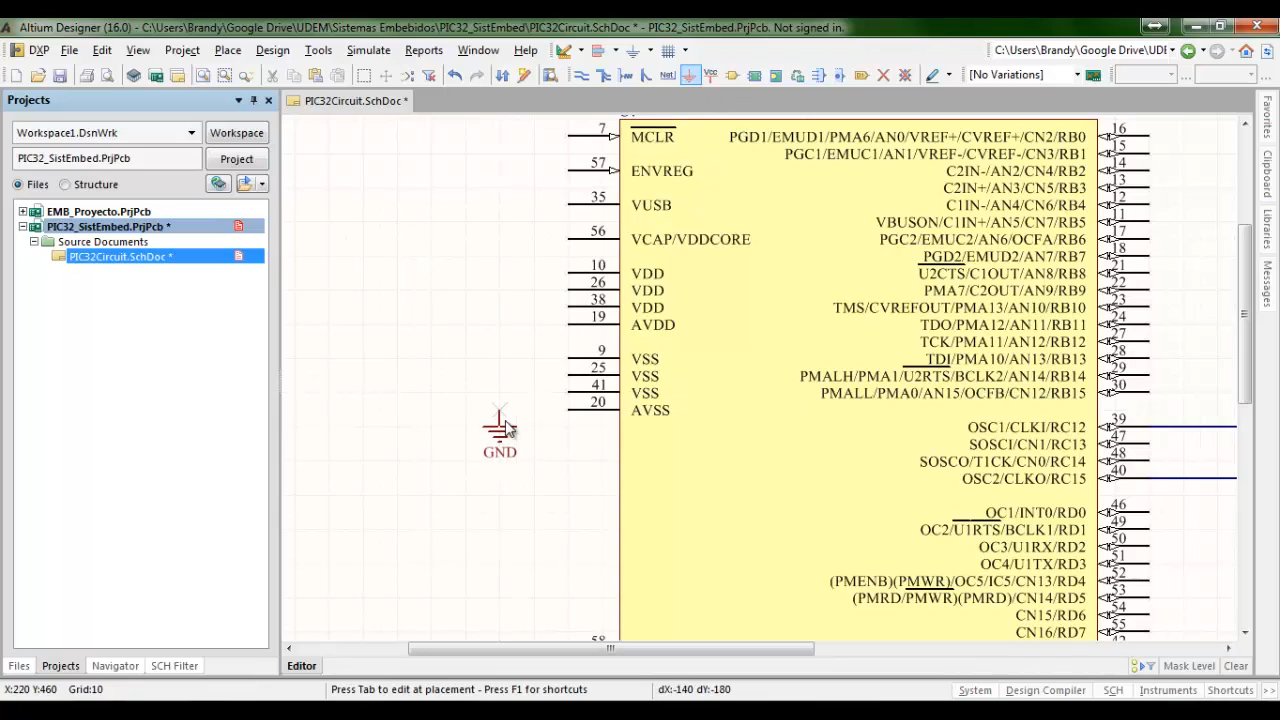 Altium Designer (16.0) - C:\Users\Brandy\Google Drive\UDEM\Sistemas Embebidos\PIC32_SistEmbed\PIC32Circuit.SchDoc * - PIC32_SistEmbed.PrjPcb. Not signed in.
DXP File Edit View Project Place Design Tools Simulate Reports Window Help C:\Users\Brandy\Google Drive\UDE
[No Variations]
Projects
PIC32Circuit.SchDoc *
Workspace1.DsnWrk Workspace
PIC32_SistEmbed.PrjPcb Project
Files Structure
EMB_Proyecto.PrjPcb
PIC32_SistEmbed.PrjPcb *
Source Documents
PIC32Circuit.SchDoc *
7 MCLR
57 ENVREG
35 VUSB
56 VCAP/VDDCORE
10 VDD
26 VDD
38 VDD
19 AVDD
9 VSS
25 VSS
41 VSS
20 AVSS
GND
58
PGD1/EMUD1/PMA6/AN0/VREF+/CVREF+/CN2/RB0 16
PGC1/EMUC1/AN1/VREF-/CVREF-/CN3/RB1 15
C2IN-/AN2/CN4/RB2 14
C2IN+/AN3/CN5/RB3 13
C1IN-/AN4/CN6/RB4 12
VBUSON/C1IN+/AN5/CN7/RB5 11
PGC2/EMUC2/AN6/OCFA/RB6 17
PGD2/EMUD2/AN7/RB7 18
U2CTS/C1OUT/AN8/RB8 21
PMA7/C2OUT/AN9/RB9 22
TMS/CVREFOUT/PMA13/AN10/RB10 23
TDO/PMA12/AN11/RB11 24
TCK/PMA11/AN12/RB12 27
TDI/PMA10/AN13/RB13 28
PMALH/PMA1/U2RTS/BCLK2/AN14/RB14 29
PMALL/PMA0/AN15/OCFB/CN12/RB15 30
OSC1/CLKI/RC12 39
SOSCI/CN1/RC13 47
SOSCO/T1CK/CN0/RC14 48
OSC2/CLKO/RC15 40
OC1/INT0/RD0 46
OC2/U1RTS/BCLK1/RD1 49
OC3/U1RX/RD2 50
OC4/U1TX/RD3 51
(PMENB)(PMWR)/OC5/IC5/CN13/RD4 52
(PMRD/PMWR)(PMRD)/CN14/RD5 53
CN15/RD6 54
CN16/RD7 55
Favorites
Libraries
Messages
Files Projects Navigator SCH Filter Editor Mask Level Clear
X:220 Y:460 Grid:10 Press Tab to edit at placement - Press F1 for shortcuts dX:-140 dY:-180 System Design Compiler SCH Instruments Shortcuts >>